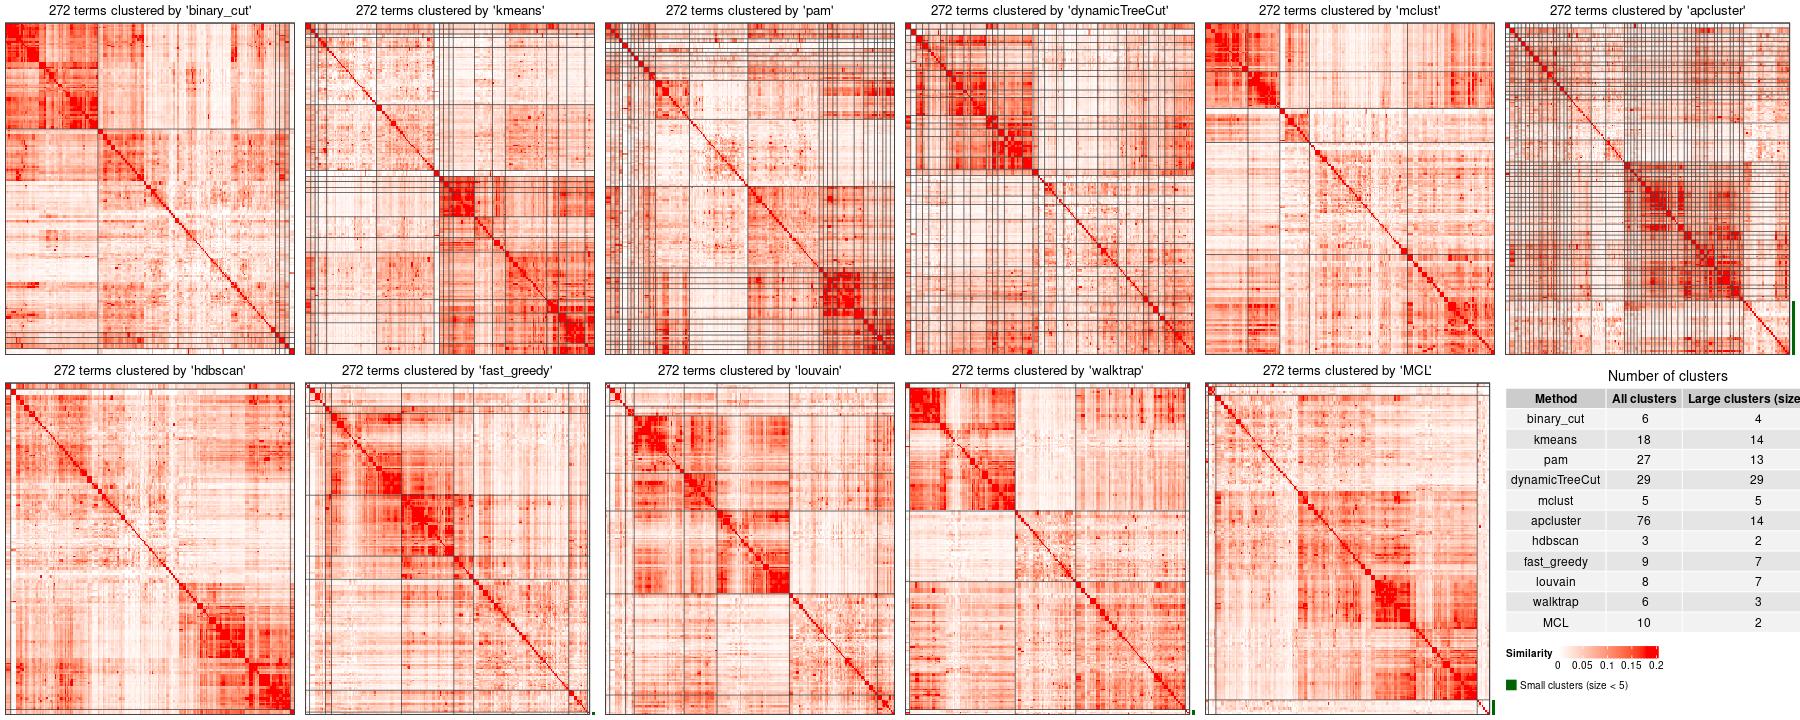 272 terms clustered by 'binary_cut'
272 terms clustered by 'kmeans'
272 terms clustered by 'pam'
272 terms clustered by 'dynamicTreeCut'
272 terms clustered by 'mclust'
272 terms clustered by 'apcluster'
272 terms clustered by 'hdbscan'
272 terms clustered by 'fast_greedy'
272 terms clustered by 'louvain'
272 terms clustered by 'walktrap'
272 terms clustered by 'MCL'
Number of clusters
Method All clusters Large clusters (size
binary_cut 6 4
kmeans 18 14
pam 27 13
dynamicTreeCut 29 29
mclust 5 5
apcluster 76 14
hdbscan 3 2
fast_greedy 9 7
louvain 8 7
walktrap 6 3
MCL 10 2
Similarity
0 0.05 0.1 0.15 0.2
Small clusters (size < 5)